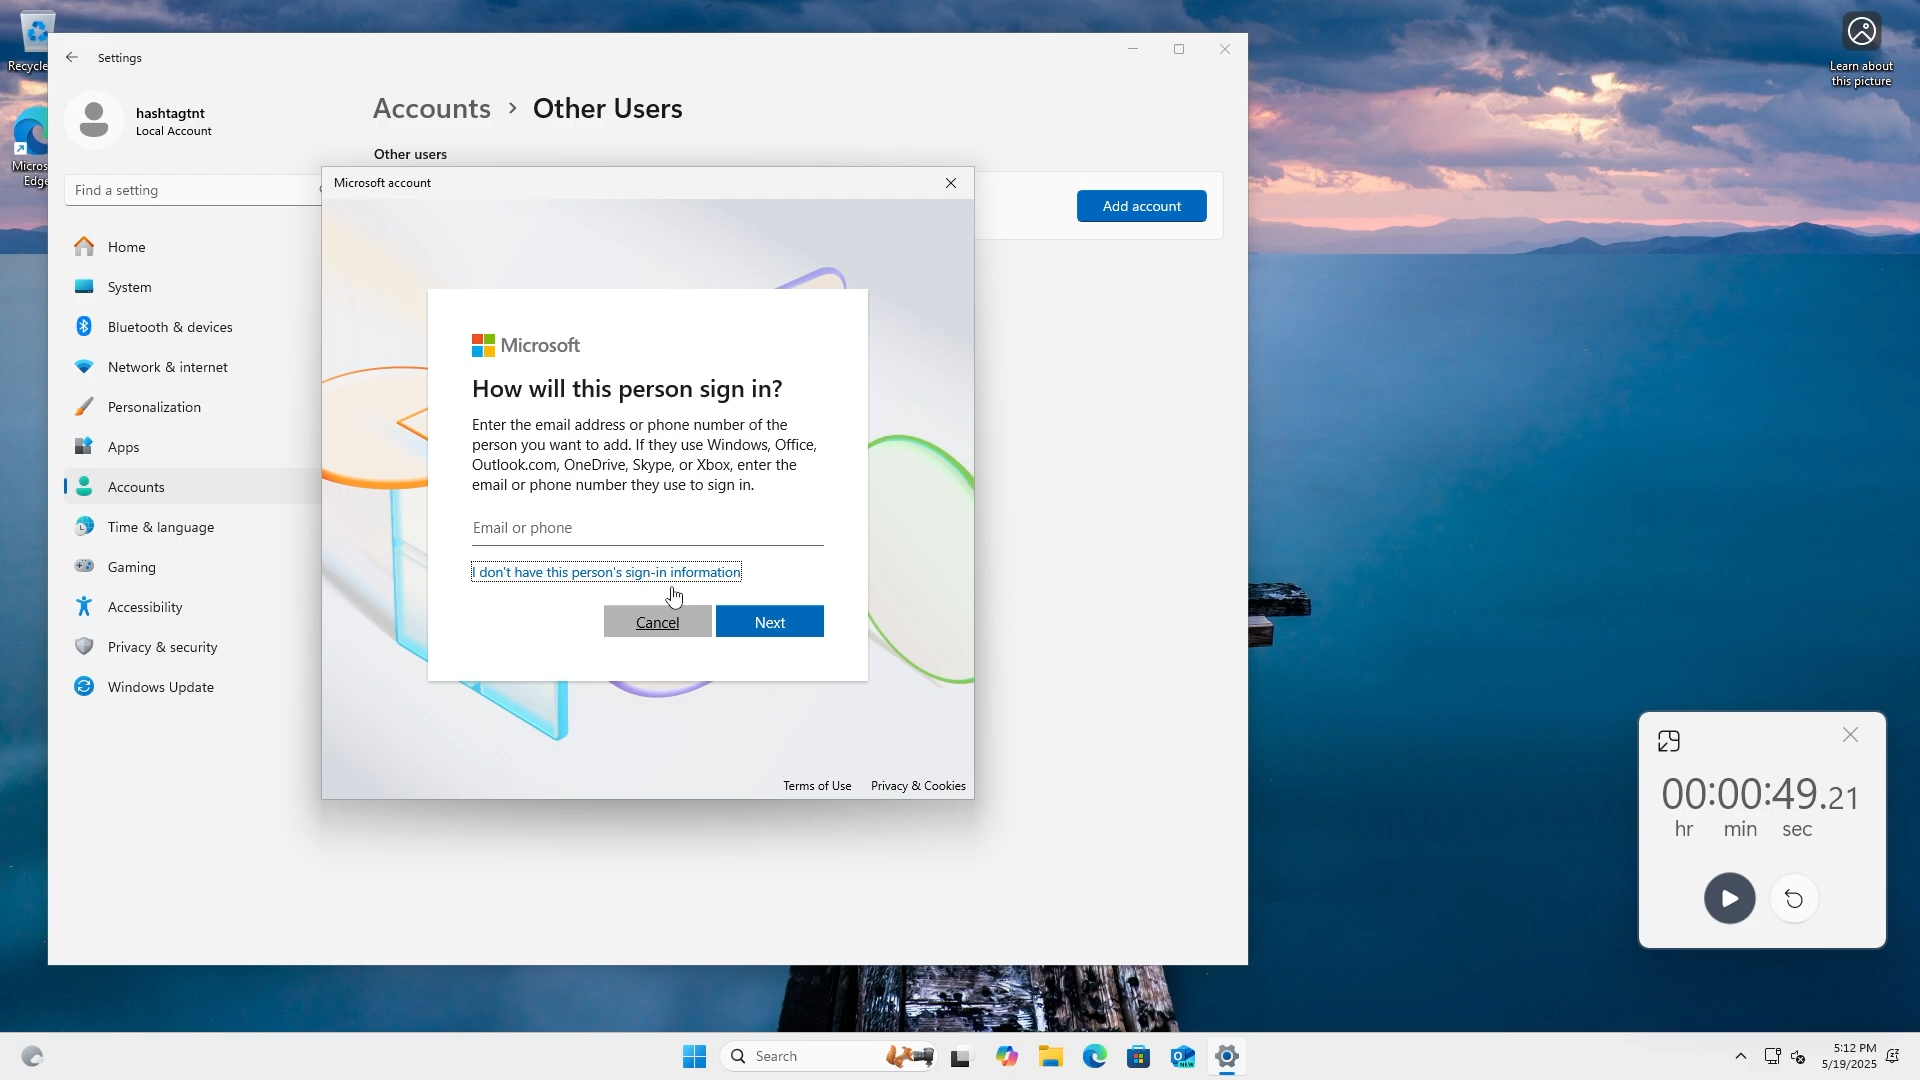 Recycle
Micros
Edge
Learn about
this picture
Settings
hashtagtnt
Local Account
Find a setting
Home
System
Bluetooth & devices
Network & internet
Personalization
Apps
Accounts
Time & language
Gaming
Accessibility
Privacy & security
Windows Update
Accounts > Other Users
Other users
Add account
Microsoft account
Microsoft
How will this person sign in?
Enter the email address or phone number of the
person you want to add. If they use Windows, Office,
Outlook.com, OneDrive, Skype, or Xbox, enter the
email or phone number they use to sign in.
Email or phone
I don't have this person's sign-in information
Cancel
Next
Terms of Use
Privacy & Cookies
00:00:49.21
hr min sec
Search
NEW
5:12 PM
5/19/2025